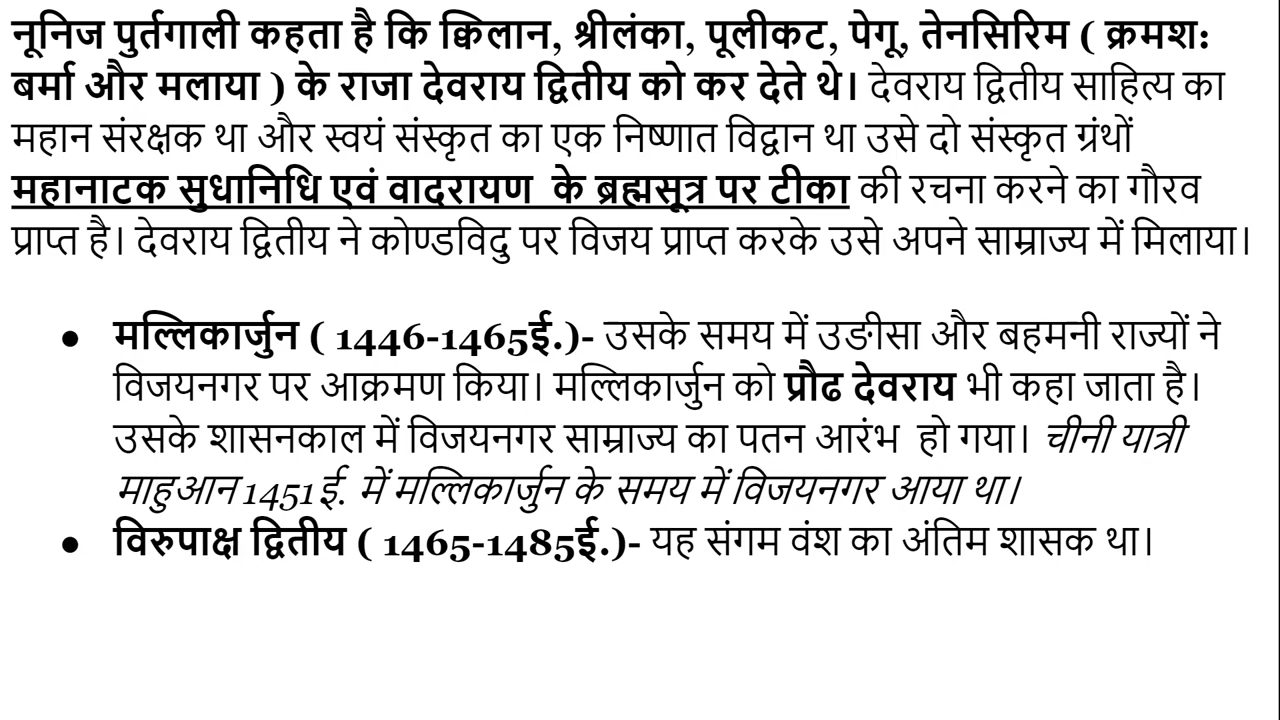 नूनिज पुर्तगाली कहता है कि क्विलान, श्रीलंका, पूलीकट, पेगू, तेनसिरिम ( क्रमश:
बर्मा और मलाया ) के राजा देवराय द्वितीय को कर देते थे। देवराय द्वितीय साहित्य का
महान संरक्षक था और स्वयं संस्कृत का एक निष्णात विद्वान था उसे दो संस्कृत ग्रंथों
महानाटक सुधानिधि एवं वादरायण  के ब्रह्मसूत्र पर टीका की रचना करने का गौरव
प्राप्त है। देवराय द्वितीय ने कोण्डविदु पर विजय प्राप्त करके उसे अपने साम्राज्य में मिलाया।
● मल्लिकार्जुन ( 1446-1465ई.)- उसके समय में उङीसा और बहमनी राज्यों ने
विजयनगर पर आक्रमण किया। मल्लिकार्जुन को प्रौढ देवराय भी कहा जाता है।
उसके शासनकाल में विजयनगर साम्राज्य का पतन आरंभ  हो गया। चीनी यात्री
माहुआन 1451ई. में मल्लिकार्जुन के समय में विजयनगर आया था।
● विरुपाक्ष द्वितीय ( 1465-1485ई.)- यह संगम वंश का अंतिम शासक था।